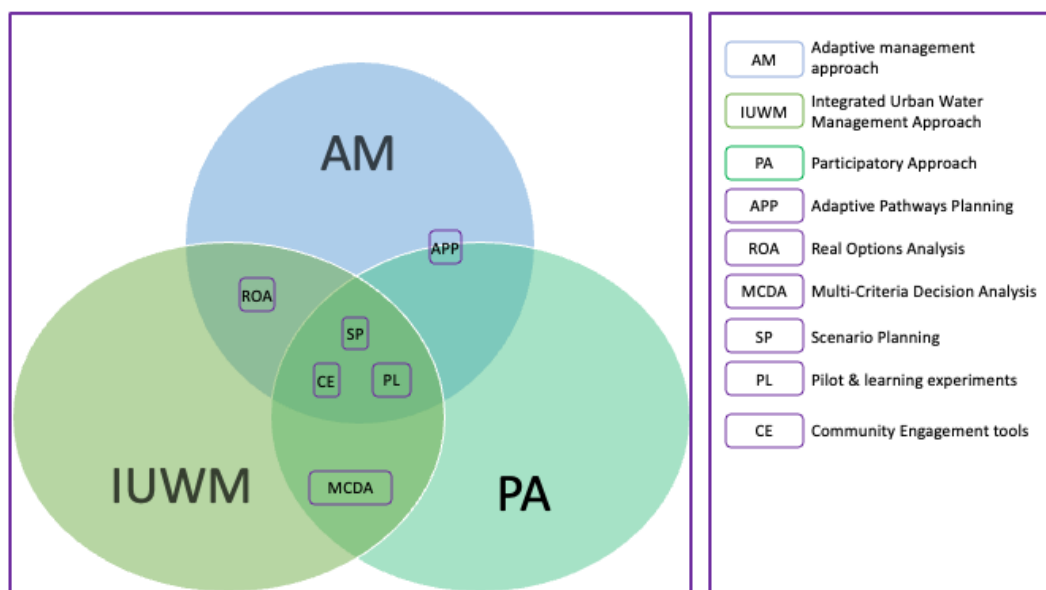 AM
APP
ROA
SP
CE
PL
IUWM
MCDA
PA
AM
Adaptive management
approach
IUWM
Integrated Urban Water
Management Approach
PA
Participatory Approach
APP
Adaptive Pathways Planning
ROA
Real Options Analysis
MCDA
Multi-Criteria Decision Analysis
SP
Scenario Planning
PL
Pilot & learning experiments
CE
Community Engagement tools